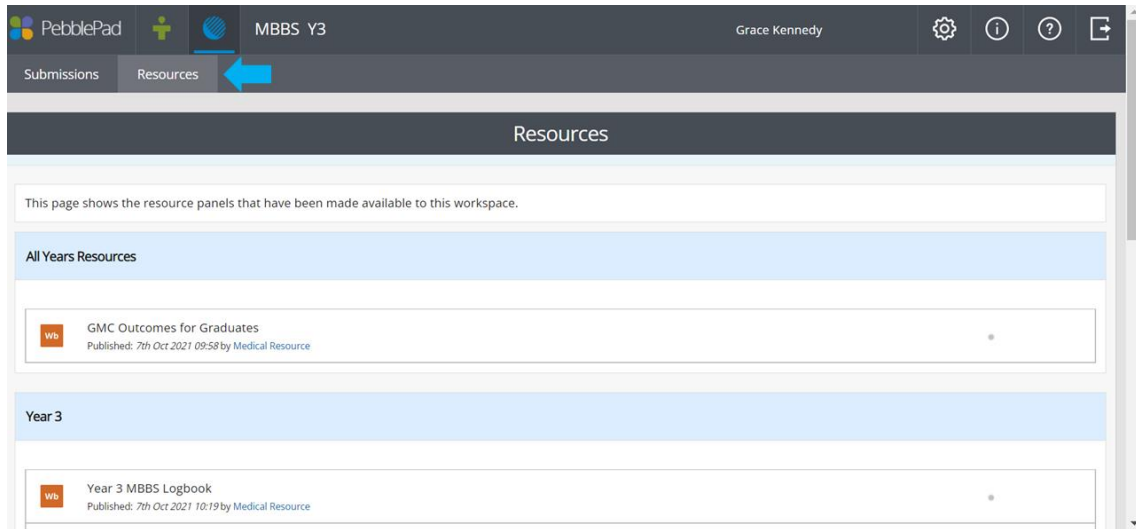 PebblePad MBBS Y3 Grace Kennedy
Submissions Resources
Resources
This page shows the resource panels that have been made available to this workspace.
All Years Resources
Wb GMC Outcomes for Graduates
Published: 7th Oct 2021 09:58 by Medical Resource
Year 3
Wb Year 3 MBBS Logbook
Published: 7th Oct 2021 10:19 by Medical Resource